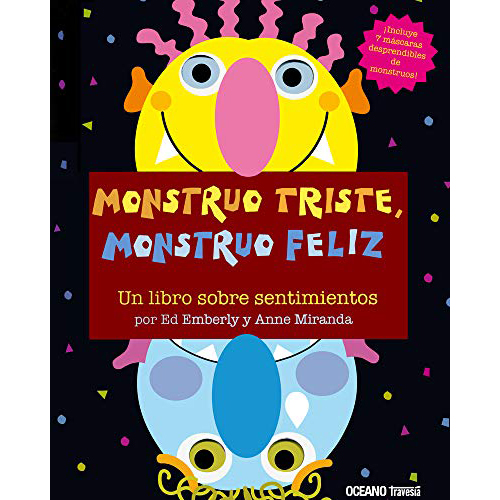 ¡Incluye
7 máscaras
desprendibles
de
monstruos!
MONSTRUO TRISTE,
MONSTRUO FELIZ
Un libro sobre sentimientos
por Ed Emberly y Anne Miranda
OCEANO Travesía